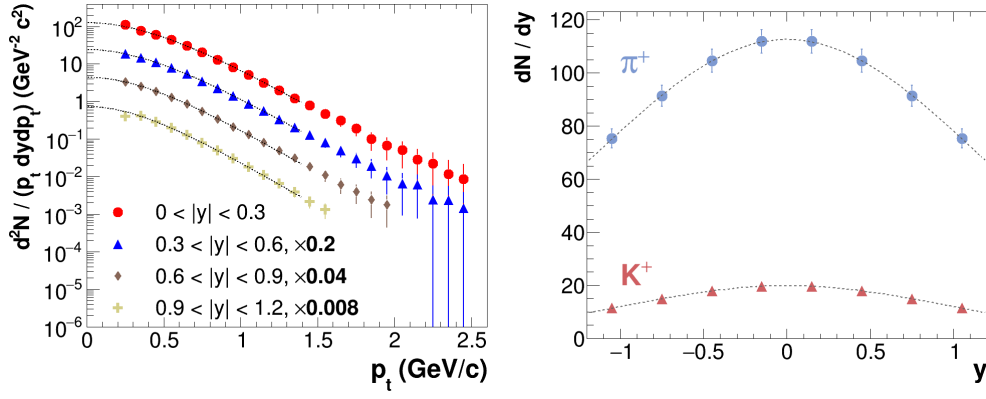 d²N / (p_t dydp_t) (GeV⁻² c²)
10²
10
1
10⁻¹
10⁻²
10⁻³
10⁻⁴
10⁻⁵
10⁻⁶
0 < |y| < 0.3
0.3 < |y| < 0.6, ×0.2
0.6 < |y| < 0.9, ×0.04
0.9 < |y| < 1.2, ×0.008
0 0.5 1 1.5 2 2.5
p_t (GeV/c)
dN / dy
120
100
80
60
40
20
0
π⁺
K⁺
−1 −0.5 0 0.5 1
y